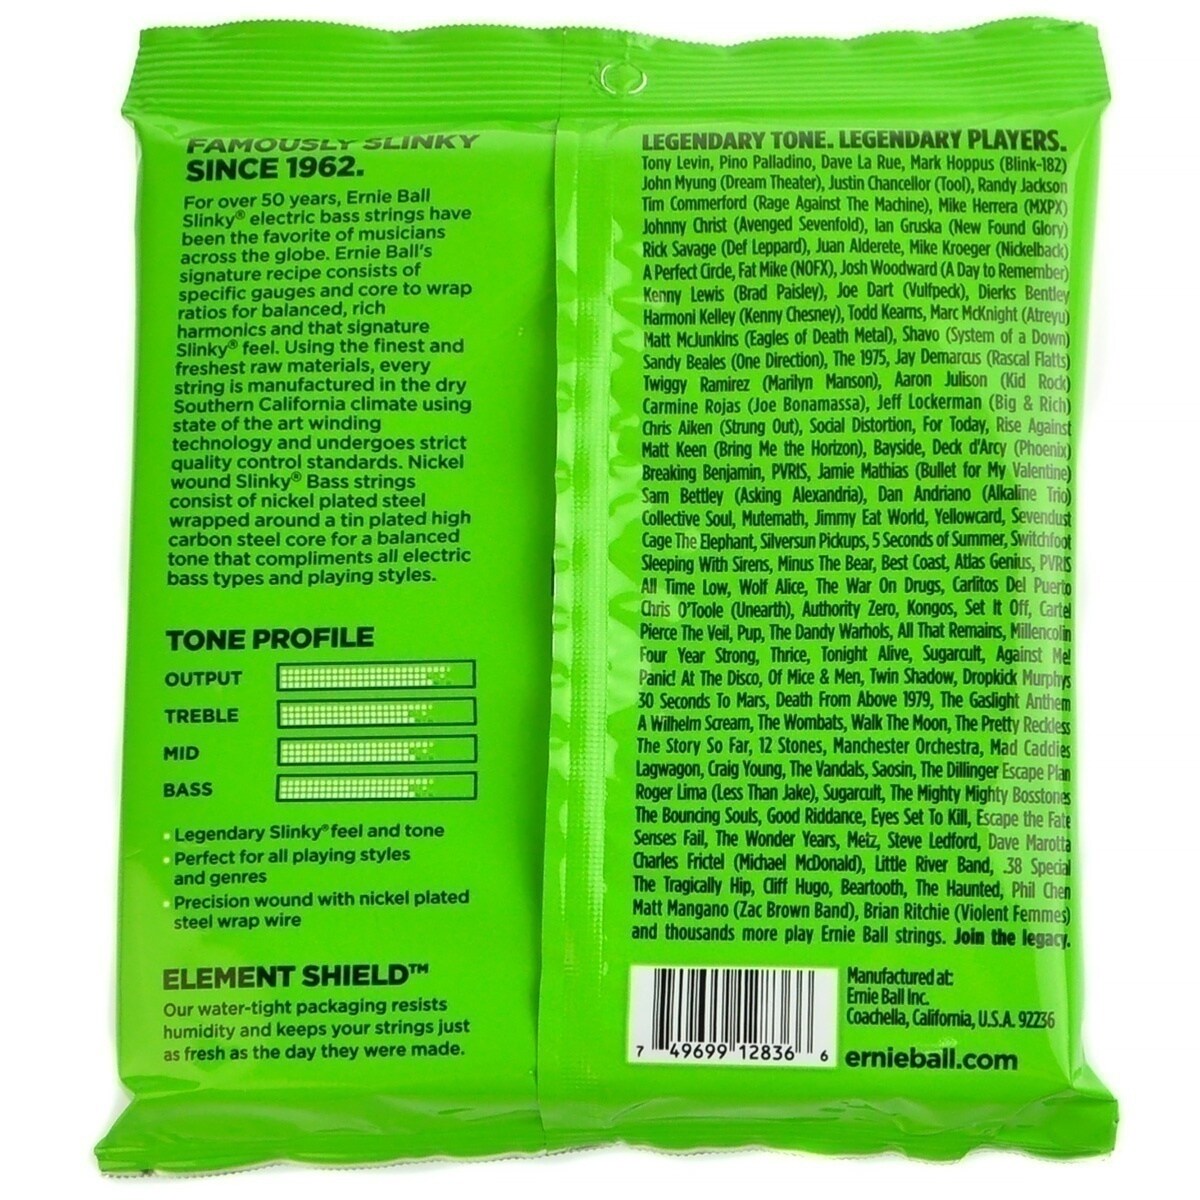 FAMOUSLY SLINKY
SINCE 1962.
For over 50 years, Ernie Ball
Slinky® electric bass strings have
been the favorite of musicians
across the globe. Ernie Ball's
signature recipe consists of
specific gauges and core to wrap
ratios for balanced, rich
harmonics and that signature
Slinky® feel. Using the finest and
freshest raw materials, every
string is manufactured in the dry
Southern California climate using
state of the art winding
technology and undergoes strict
quality control standards. Nickel
wound Slinky® Bass strings
consist of nickel plated steel
wrapped around a tin plated high
carbon steel core for a balanced
tone that compliments all electric
bass types and playing styles.
TONE PROFILE
OUTPUT
TREBLE
MID
BASS
• Legendary Slinky® feel and tone
• Perfect for all playing styles
and genres
• Precision wound with nickel plated
steel wrap wire
ELEMENT SHIELD™
Our water-tight packaging resists
humidity and keeps your strings just
as fresh as the day they were made.
LEGENDARY TONE. LEGENDARY PLAYERS.
Tony Levin, Pino Palladino, Dave La Rue, Mark Hoppus (Blink-182)
John Myung (Dream Theater), Justin Chancellor (Tool), Randy Jackson
Tim Commerford (Rage Against The Machine), Mike Herrera (MXPX)
Johnny Christ (Avenged Sevenfold), Ian Gruska (New Found Glory)
Rick Savage (Def Leppard), Juan Alderete, Mike Kroeger (Nickelback)
A Perfect Circle, Fat Mike (NOFX), Josh Woodward (A Day to Remember)
Kenny Lewis (Brad Paisley), Joe Dart (Vulfpeck), Dierks Bentley
Harmoni Kelley (Kenny Chesney), Todd Kearns, Marc McKnight (Atreyu)
Matt McJunkins (Eagles of Death Metal), Shavo (System of a Down)
Sandy Beales (One Direction), The 1975, Jay Demarcus (Rascal Flatts)
Twiggy Ramirez (Marilyn Manson), Aaron Julison (Kid Rock)
Carmine Rojas (Joe Bonamassa), Jeff Lockerman (Big & Rich)
Chris Aiken (Strung Out), Social Distortion, For Today, Rise Against
Matt Keen (Bring Me the Horizon), Bayside, Deck d'Arcy (Phoenix)
Breaking Benjamin, PVRIS, Jamie Mathias (Bullet for My Valentine)
Sam Bettley (Asking Alexandria), Dan Andriano (Alkaline Trio)
Collective Soul, Mutemath, Jimmy Eat World, Yellowcard, Sevendust
Cage The Elephant, Silversun Pickups, 5 Seconds of Summer, Switchfoot
Sleeping With Sirens, Minus The Bear, Best Coast, Atlas Genius, PVRIS
All Time Low, Wolf Alice, The War On Drugs, Carlitos Del Puerto
Chris O'Toole (Unearth), Authority Zero, Kongos, Set It Off, Cartel
Pierce The Veil, Pup, The Dandy Warhols, All That Remains, Millencolin
Four Year Strong, Thrice, Tonight Alive, Sugarcult, Against Me!
Panic! At The Disco, Of Mice & Men, Twin Shadow, Dropkick Murphys
30 Seconds To Mars, Death From Above 1979, The Gaslight Anthem
A Wilhelm Scream, The Wombats, Walk The Moon, The Pretty Reckless
The Story So Far, 12 Stones, Manchester Orchestra, Mad Caddies
Lagwagon, Craig Young, The Vandals, Saosin, The Dillinger Escape Plan
Roger Lima (Less Than Jake), Sugarcult, The Mighty Mighty Bosstones
The Bouncing Souls, Good Riddance, Eyes Set To Kill, Escape the Fate
Senses Fail, The Wonder Years, Metz, Steve Ledford, Dave Marotta
Charles Frictel (Michael McDonald), Little River Band, .38 Special
The Tragically Hip, Cliff Hugo, Beartooth, The Haunted, Phil Chen
Matt Mangano (Zac Brown Band), Brian Ritchie (Violent Femmes)
and thousands more play Ernie Ball strings. Join the legacy.
7 49699 12836 6
Manufactured at:
Ernie Ball Inc.
Coachella, California, U.S.A. 92236
ernieball.com